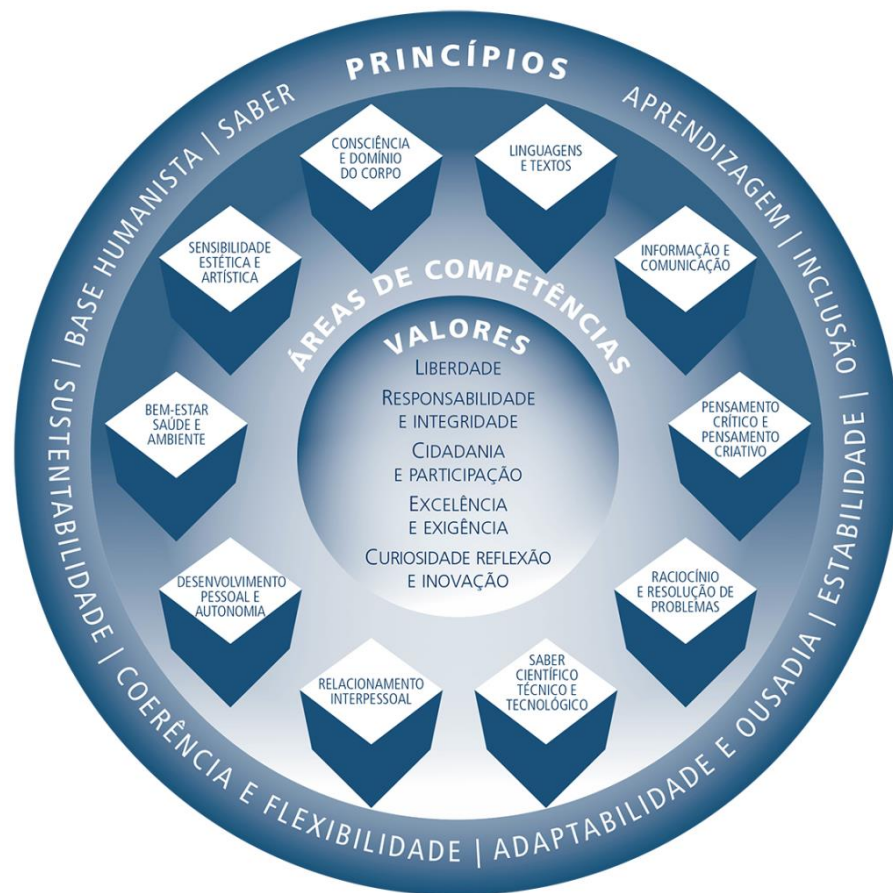 PRINCÍPIOS
APRENDIZAGEM | INCLUSÃO | ESTABILIDADE | ADAPTABILIDADE E OUSADIA | COERÊNCIA E FLEXIBILIDADE | SUSTENTABILIDADE | BASE HUMANISTA | SABER
ÁREAS DE COMPETÊNCIAS
LINGUAGENS
E TEXTOS
INFORMAÇÃO E
COMUNICAÇÃO
PENSAMENTO
CRÍTICO E
PENSAMENTO
CRIATIVO
RACIOCÍNIO
E RESOLUÇÃO DE
PROBLEMAS
SABER
CIENTÍFICO
TÉCNICO E
TECNOLÓGICO
RELACIONAMENTO
INTERPESSOAL
DESENVOLVIMENTO
PESSOAL E
AUTONOMIA
BEM-ESTAR
SAÚDE E
AMBIENTE
SENSIBILIDADE
ESTÉTICA E
ARTÍSTICA
CONSCIÊNCIA
E DOMÍNIO
DO CORPO
VALORES
LIBERDADE
RESPONSABILIDADE
E INTEGRIDADE
CIDADANIA
E PARTICIPAÇÃO
EXCELÊNCIA
E EXIGÊNCIA
CURIOSIDADE REFLEXÃO
E INOVAÇÃO